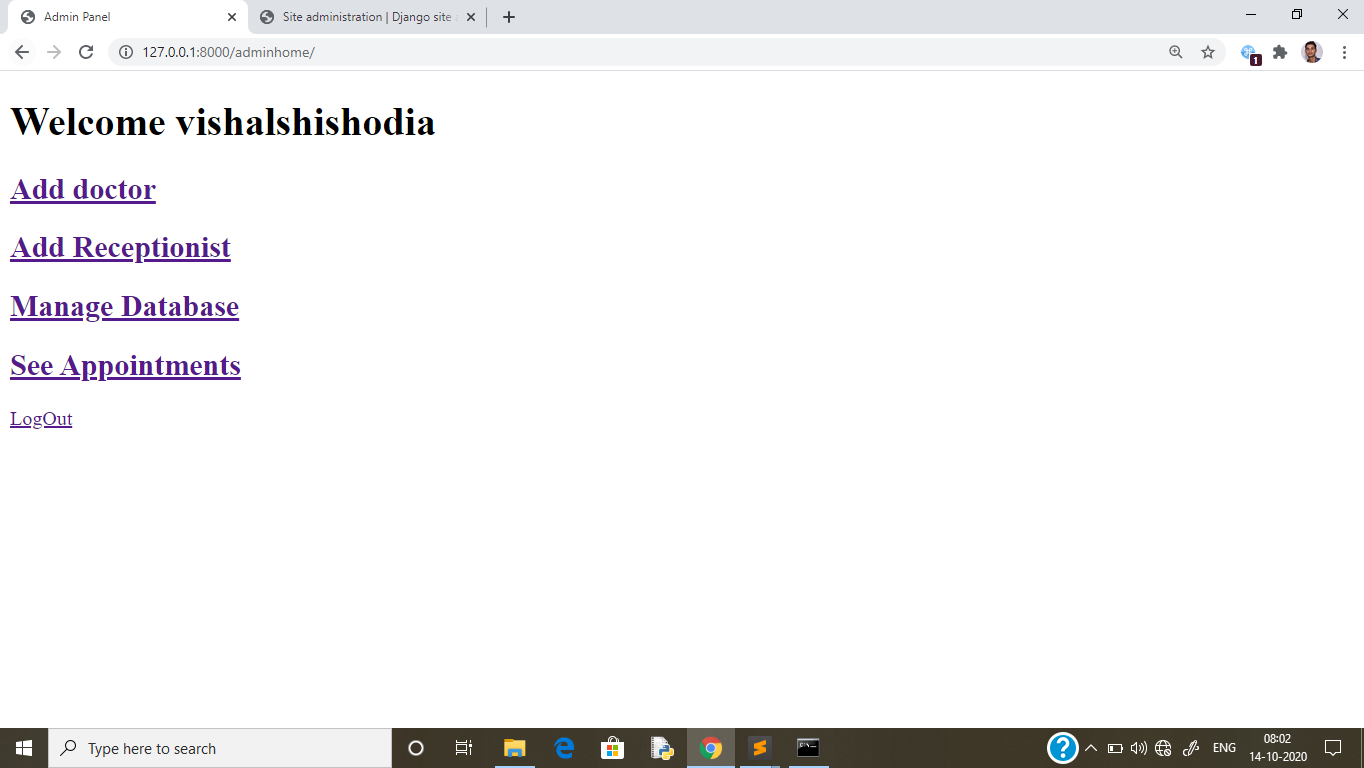 Admin Panel
Site administration | Django site
127.0.0.1:8000/adminhome/
1
Welcome vishalshishodia
Add doctor
Add Receptionist
Manage Database
See Appointments
LogOut
Type here to search
ENG
08:02
14-10-2020